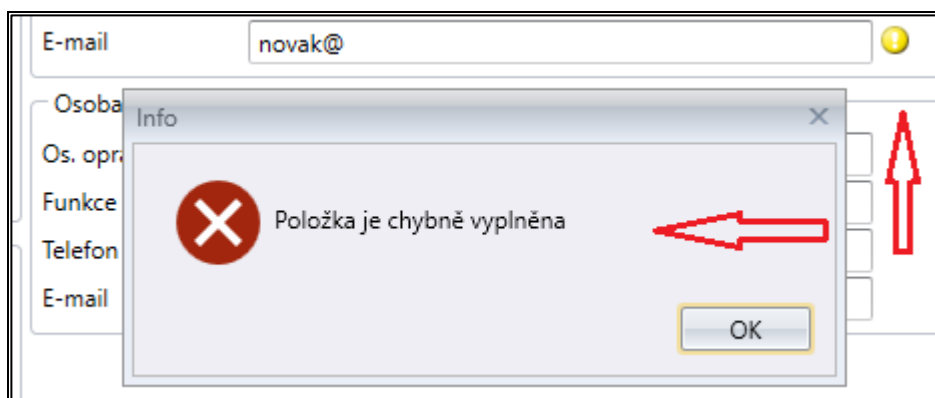 E-mail novak@
Osoba
Info
Os. opra
Funkce
Položka je chybně vyplněna
Telefon
E-mail
OK